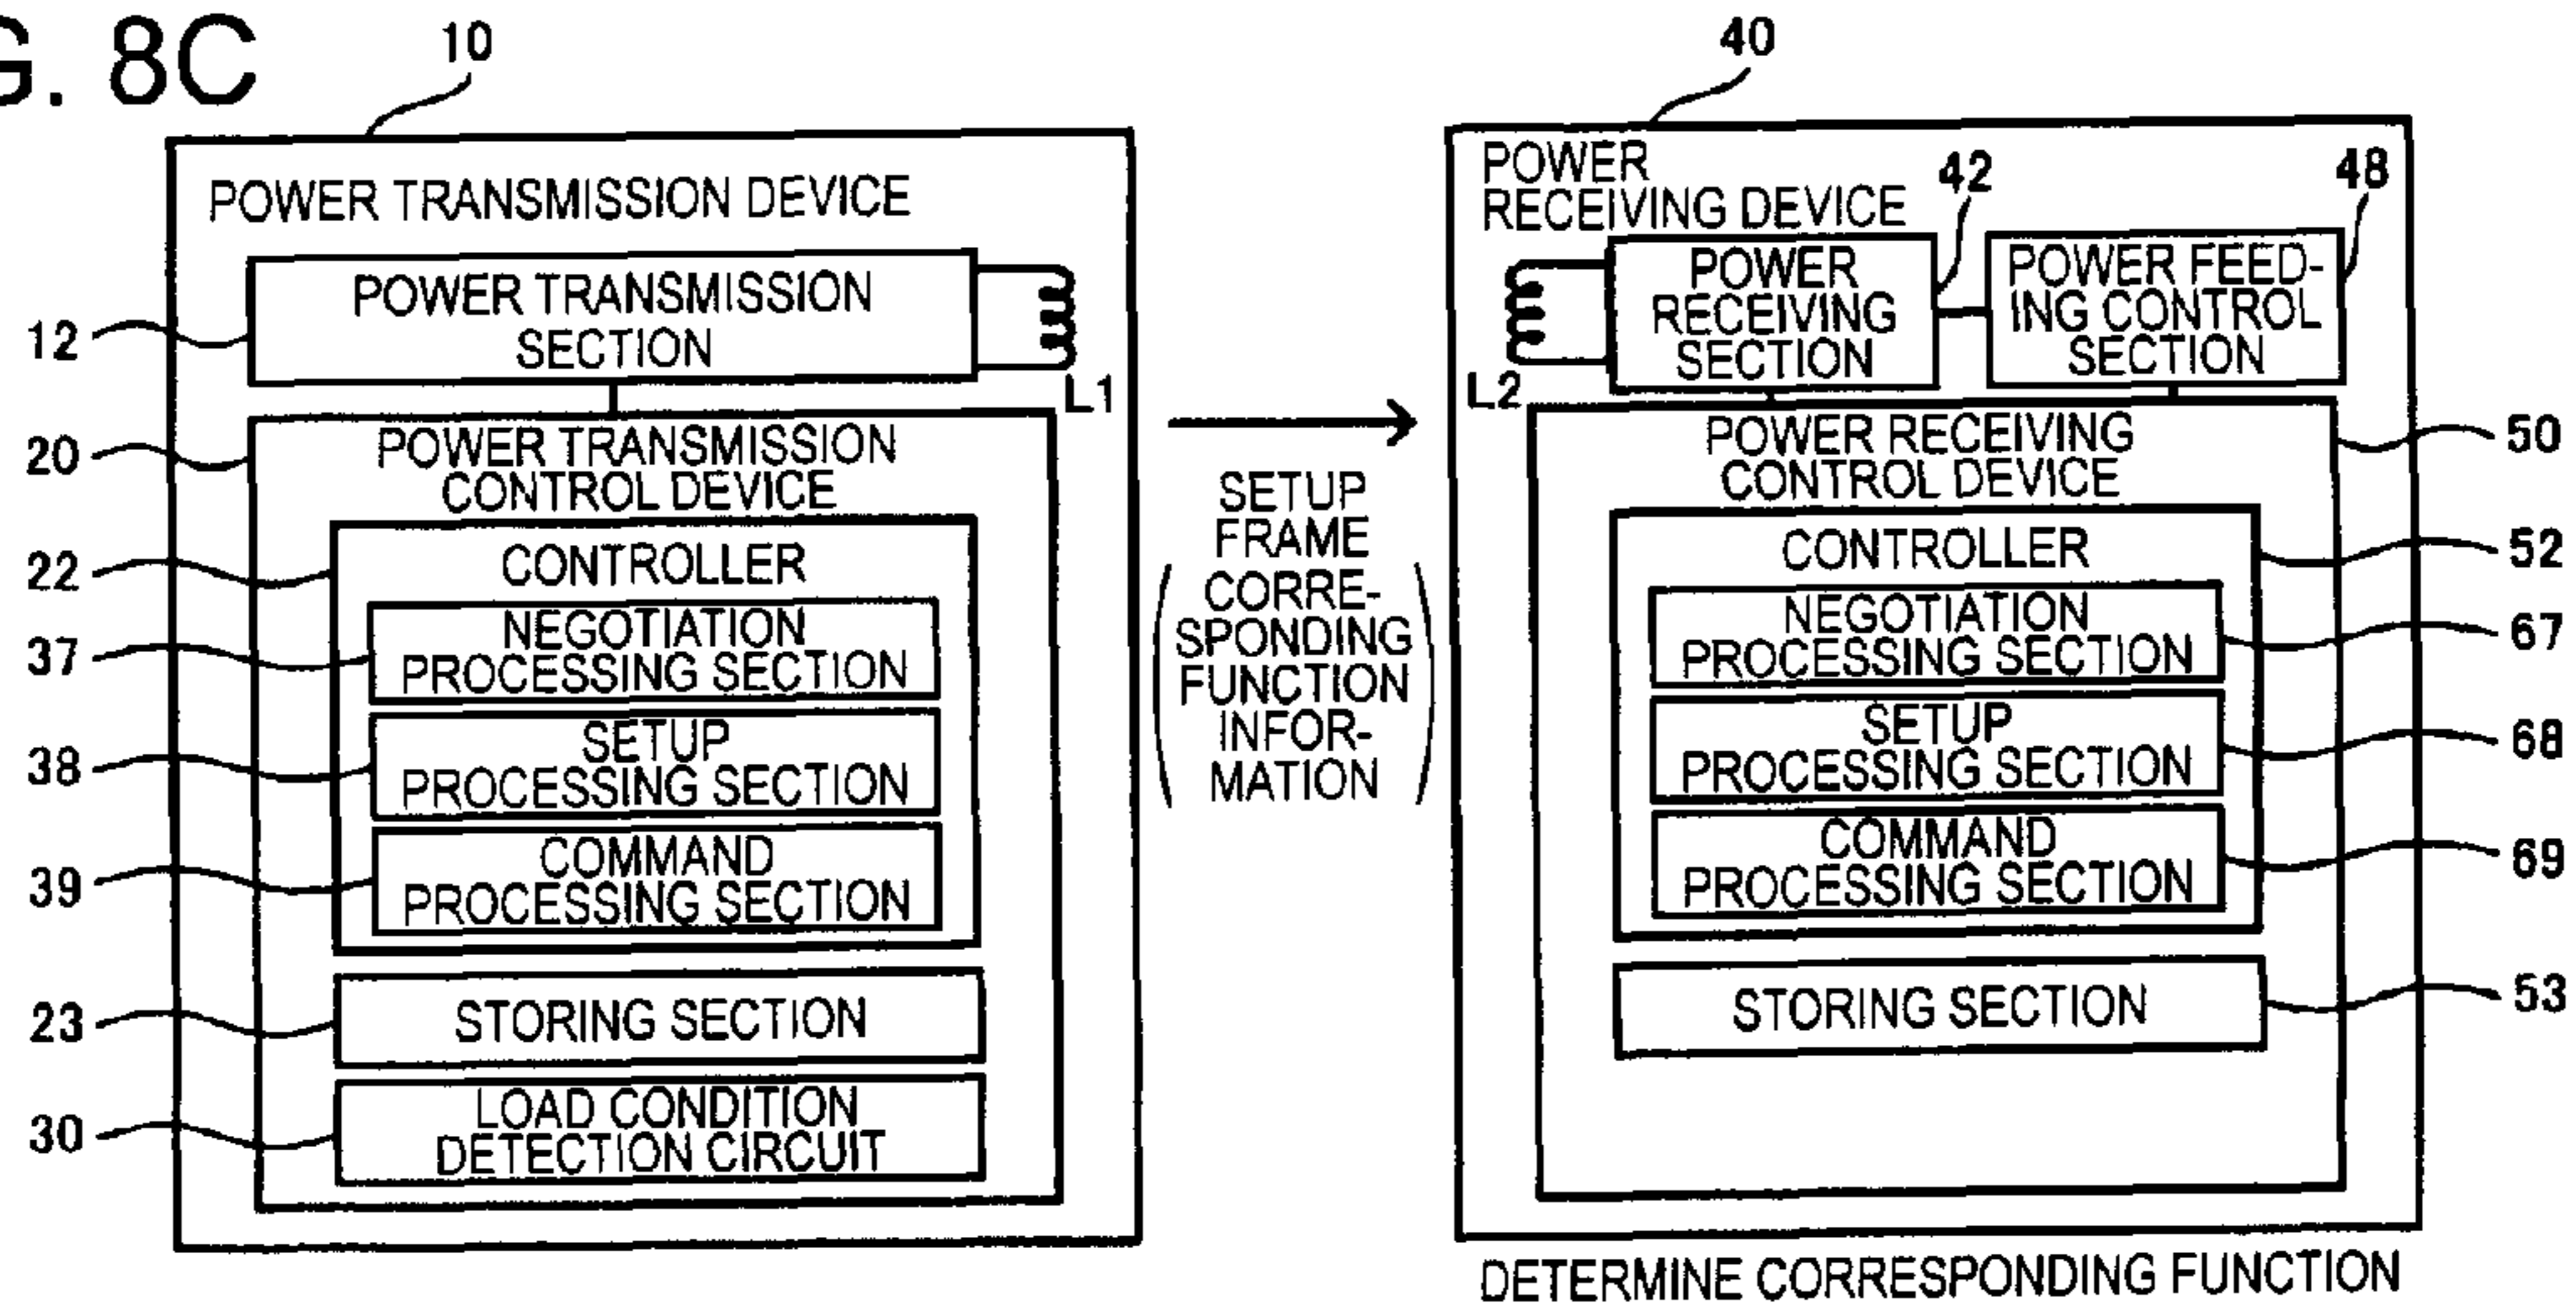 G. 8C
10
POWER TRANSMISSION DEVICE
POWER TRANSMISSION
SECTION
12
L1
20
POWER TRANSMISSION
CONTROL DEVICE
22
CONTROLLER
37
NEGOTIATION
PROCESSING SECTION
38
SETUP
PROCESSING SECTION
39
COMMAND
PROCESSING SECTION
23
STORING SECTION
30
LOAD CONDITION
DETECTION CIRCUIT
SETUP
FRAME
CORRE-
SPONDING
FUNCTION
INFOR-
MATION
40
POWER
RECEIVING DEVICE
42
48
POWER
RECEIVING
SECTION
POWER FEED-
ING CONTROL
SECTION
L2
POWER RECEIVING
CONTROL DEVICE
50
CONTROLLER
52
NEGOTIATION
PROCESSING SECTION
67
SETUP
PROCESSING SECTION
68
COMMAND
PROCESSING SECTION
69
STORING SECTION
53
DETERMINE CORRESPONDING FUNCTION